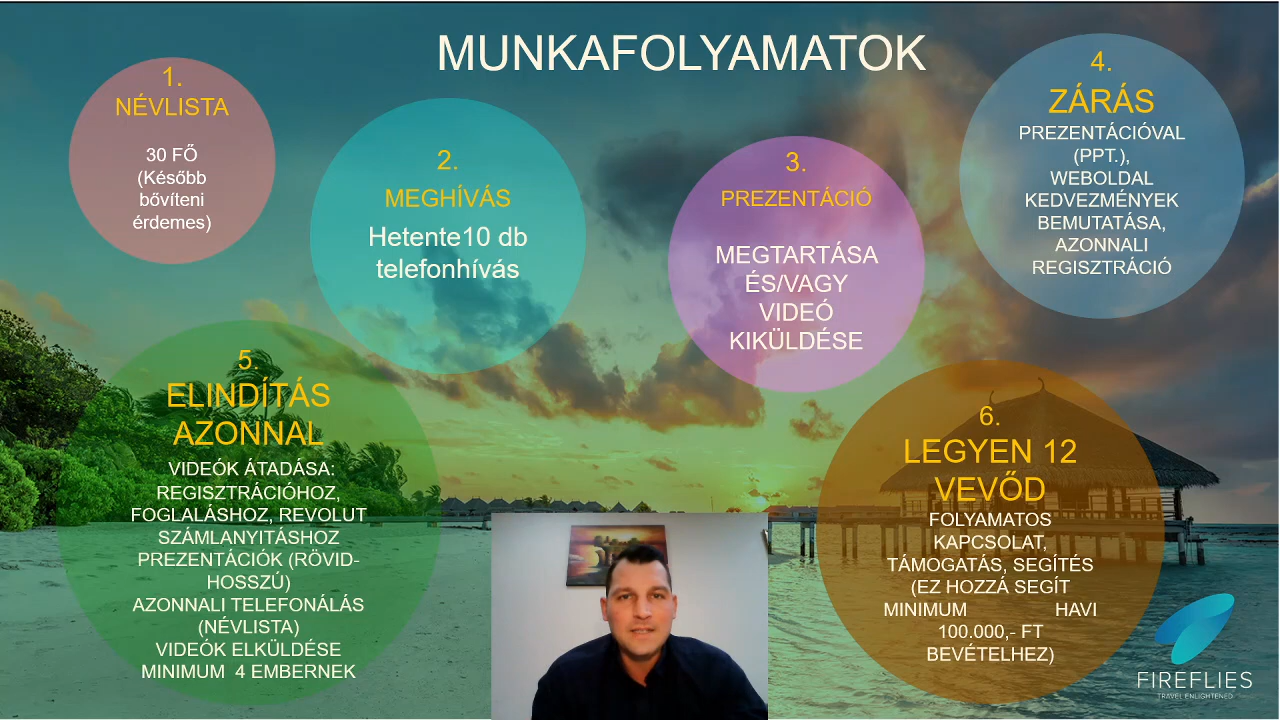 MUNKAFOLYAMATOK
1.
NÉVLISTA
30 FŐ
(Később
bővíteni
érdemes)
2.
MEGHÍVÁS
Hetente10 db
telefonhívás
3.
PREZENTÁCIÓ
MEGTARTÁSA
ÉS/VAGY
VIDEÓ
KIKÜLDÉSE
4.
ZÁRÁS
PREZENTÁCIÓVAL
(PPT.),
WEBOLDAL
KEDVEZMÉNYEK
BEMUTATÁSA,
AZONNALI
REGISZTRÁCIÓ
5.
ELINDÍTÁS
AZONNAL
VIDEÓK ÁTADÁSA:
REGISZTRÁCIÓHOZ,
FOGLALÁSHOZ, REVOLUT
SZÁMLANYITÁSHOZ
PREZENTÁCIÓK (RÖVID-
HOSSZÚ)
AZONNALI TELEFONÁLÁS
(NÉVLISTA)
VIDEÓK ELKÜLDÉSE
MINIMUM 4 EMBERNEK
6.
LEGYEN 12
VEVŐD
FOLYAMATOS
KAPCSOLAT,
TÁMOGATÁS, SEGÍTÉS
(EZ HOZZÁ SEGÍT
MINIMUM HAVI
100.000,- FT
BEVÉTELHEZ)
FIREFLIES
TRAVEL ENLIGHTENED